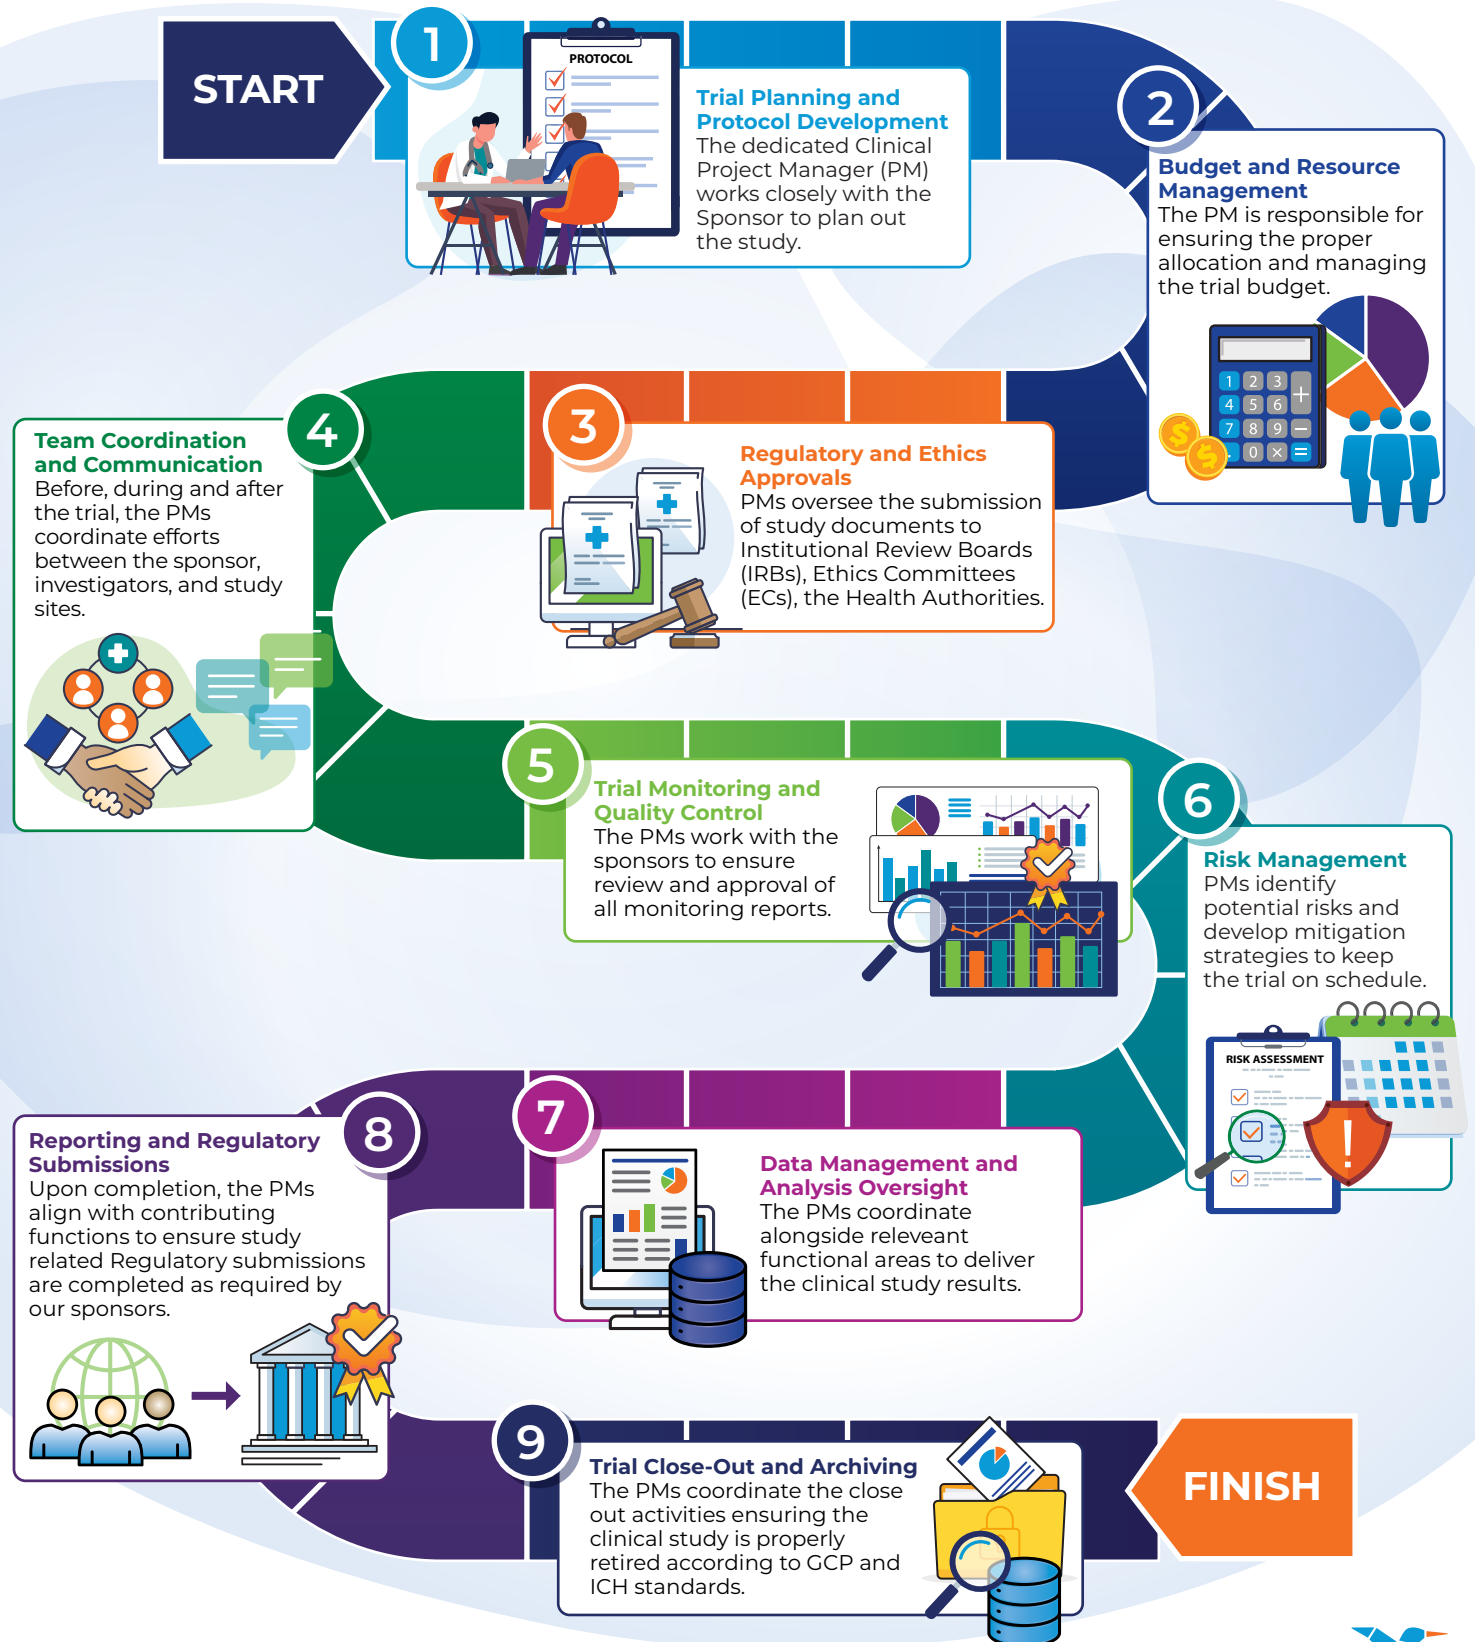 START
1
PROTOCOL
Trial Planning and
Protocol Development
The dedicated Clinical
Project Manager (PM)
works closely with the
Sponsor to plan out
the study.
2
Budget and Resource
Management
The PM is responsible for
ensuring the proper
allocation and managing
the trial budget.
1 2 3 +
4 5 6
7 8 9 −
. 0 × =
$
$
3
Regulatory and Ethics
Approvals
PMs oversee the submission
of study documents to
Institutional Review Boards
(IRBs), Ethics Committees
(ECs), the Health Authorities.
4
Team Coordination
and Communication
Before, during and after
the trial, the PMs
coordinate efforts
between the sponsor,
investigators, and study
sites.
5
Trial Monitoring and
Quality Control
The PMs work with the
sponsors to ensure
review and approval of
all monitoring reports.
6
Risk Management
PMs identify
potential risks and
develop mitigation
strategies to keep
the trial on schedule.
RISK ASSESSMENT
!
7
Data Management and
Analysis Oversight
The PMs coordinate
alongside releveant
functional areas to deliver
the clinical study results.
8
Reporting and Regulatory
Submissions
Upon completion, the PMs
align with contributing
functions to ensure study
related Regulatory submissions
are completed as required by
our sponsors.
9
Trial Close-Out and Archiving
The PMs coordinate the close
out activities ensuring the
clinical study is properly
retired according to GCP and
ICH standards.
FINISH